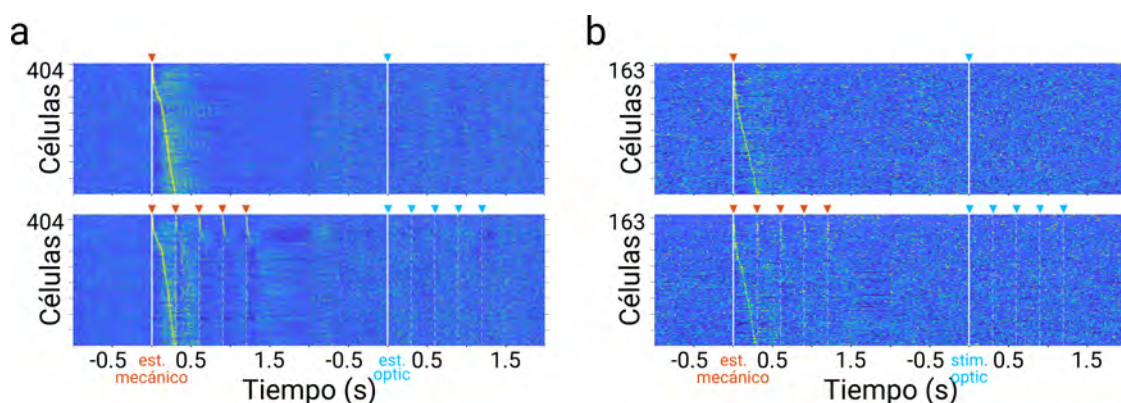 a
b
404
Células
163
Células
404
Células
163
Células
-0.5 est. mecánico 0.5 1.5 -0.5 est. optic 0.5 1.5
Tiempo (s)
-0.5 est. mecánico 0.5 1.5 -0.5 stim. optic 0.5 1.5
Tiempo (s)